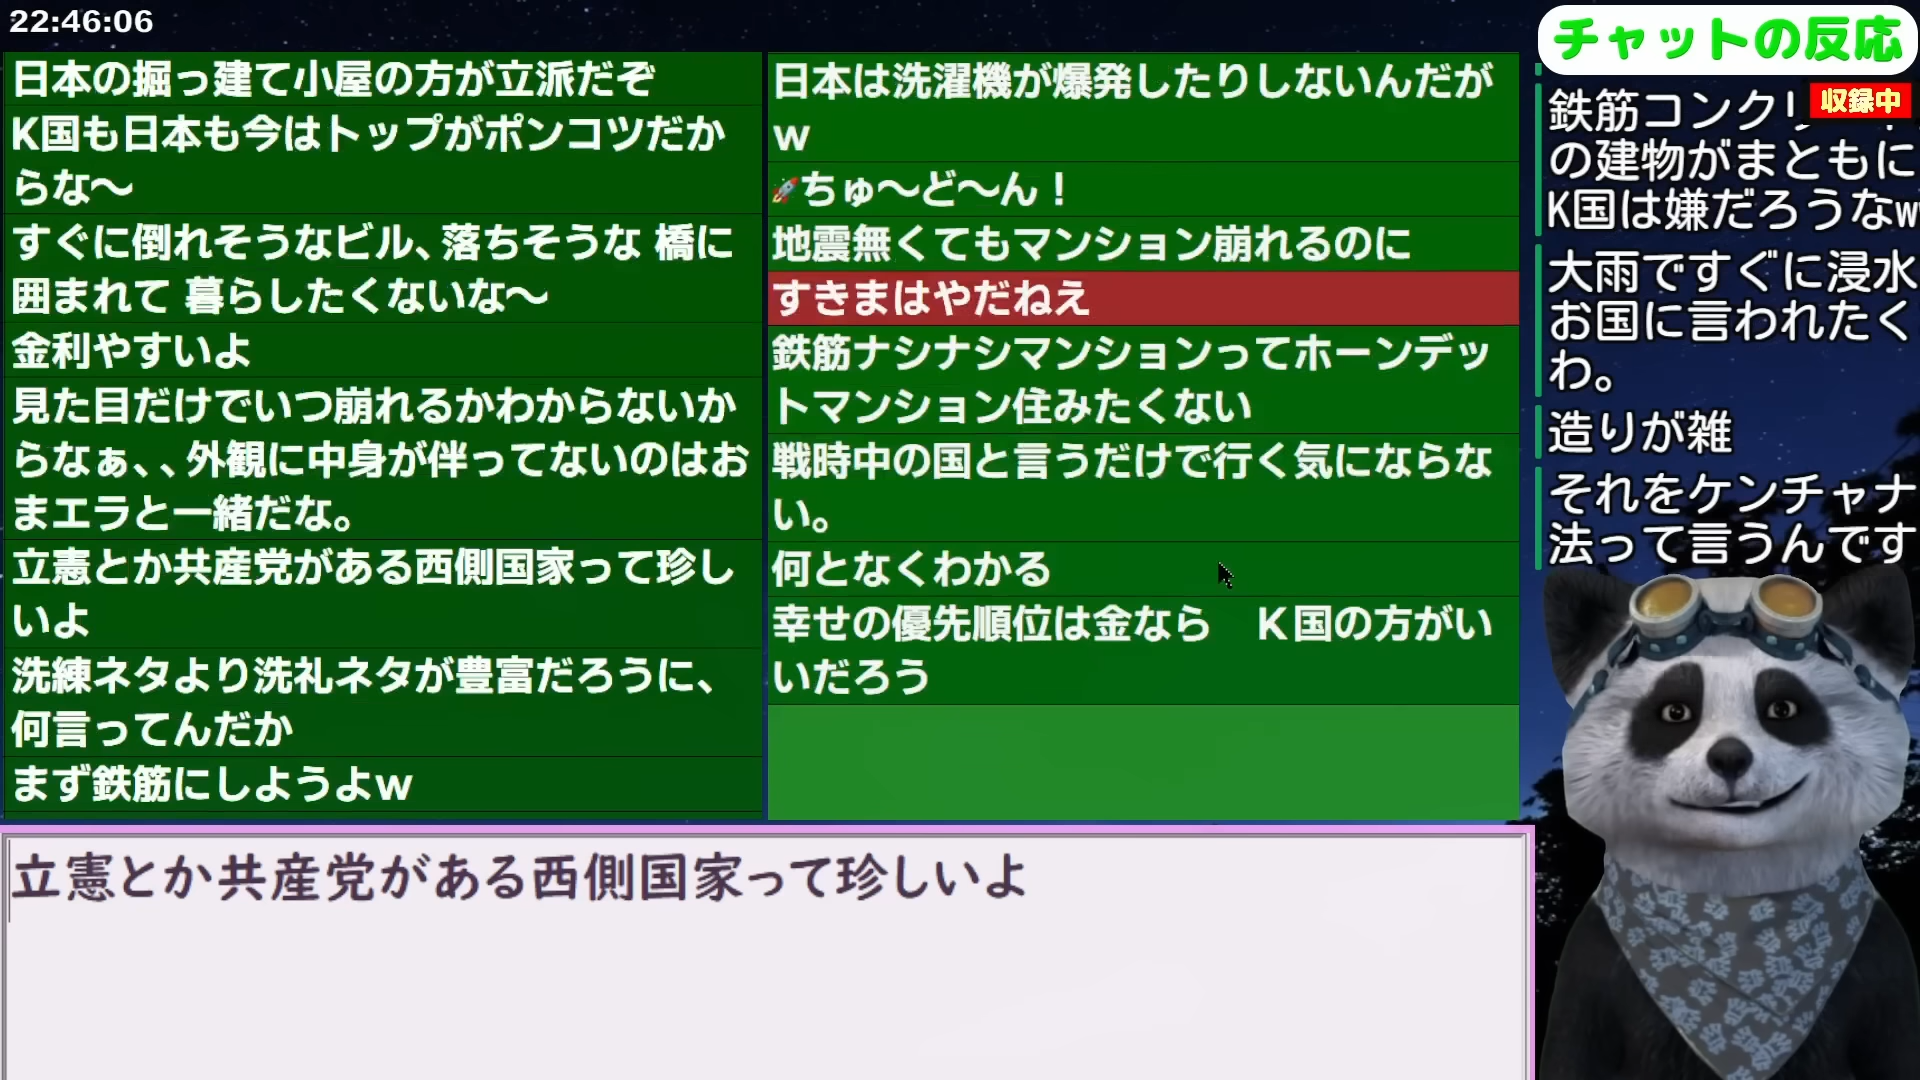 22:46:06
日本の掘っ建て小屋の方が立派だぞ
K国も日本も今はトップがポンコツだか
らな〜
すぐに倒れそうなビル､落ちそうな 橋に
囲まれて 暮らしたくないな〜
金利やすいよ
見た目だけでいつ崩れるかわからないか
らなぁ､､外観に中身が伴ってないのはお
まエラと一緒だな。
立憲とか共産党がある西側国家って珍し
いよ
洗練ネタより洗礼ネタが豊富だろうに、
何言ってんだか
まず鉄筋にしようよw
日本は洗濯機が爆発したりしないんだが
w
🚀ちゅ〜ど〜ん！
地震無くてもマンション崩れるのに
すきまはやだねえ
鉄筋ナシナシマンションってホーンデッ
トマンション住みたくない
戦時中の国と言うだけで行く気にならな
い。
何となくわかる
幸せの優先順位は金なら　K国の方がい
いだろう
立憲とか共産党がある西側国家って珍しいよ
チャットの反応
収録中
鉄筋コンクリ
の建物がまともに
K国は嫌だろうなw
大雨ですぐに浸水
お国に言われたく
わ。
造りが雑
それをケンチャナ
法って言うんです